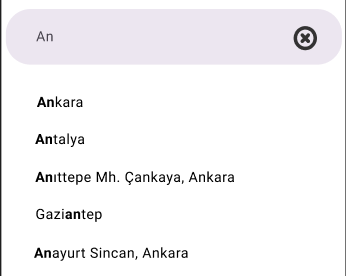 An
Ankara
Antalya
Anıttepe Mh. Çankaya, Ankara
Gaziantep
Anayurt Sincan, Ankara